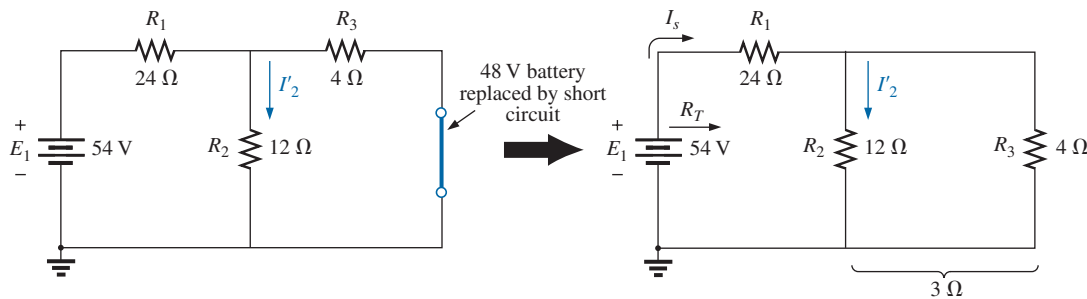 R1
24 Ω
R3
4 Ω
I′2
+
E1
–
54 V
R2
12 Ω
48 V battery
replaced by short
circuit
Is
R1
24 Ω
RT
I′2
+
E1
–
54 V
R2
12 Ω
R3
4 Ω
3 Ω